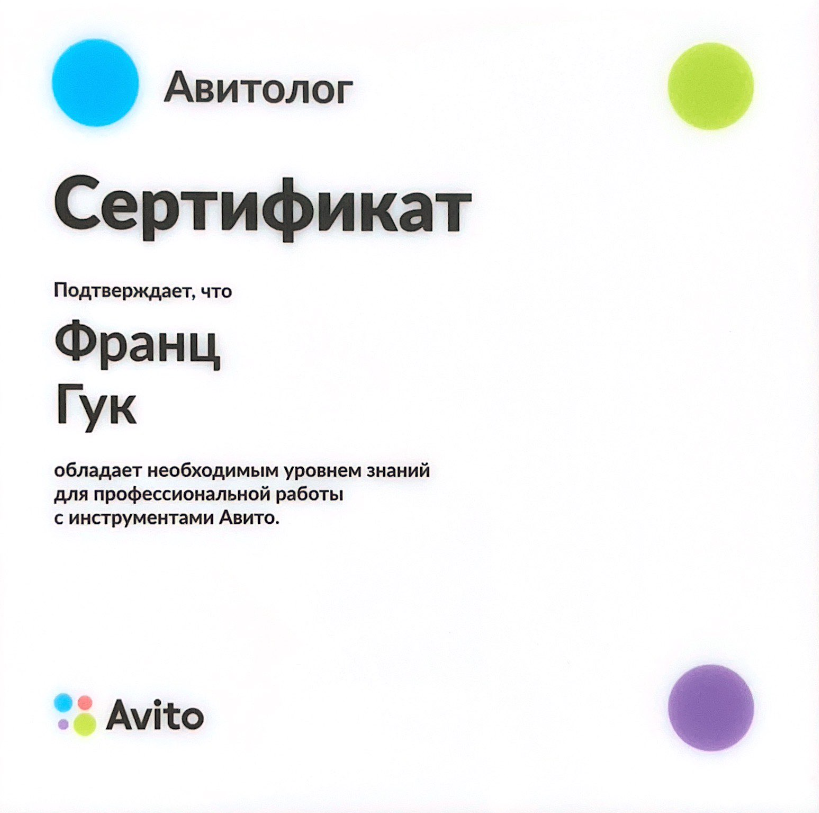 Авитолог
Сертификат
Подтверждает, что
Франц
Гук
обладает необходимым уровнем знаний
для профессиональной работы
с инструментами Авито.
Avito